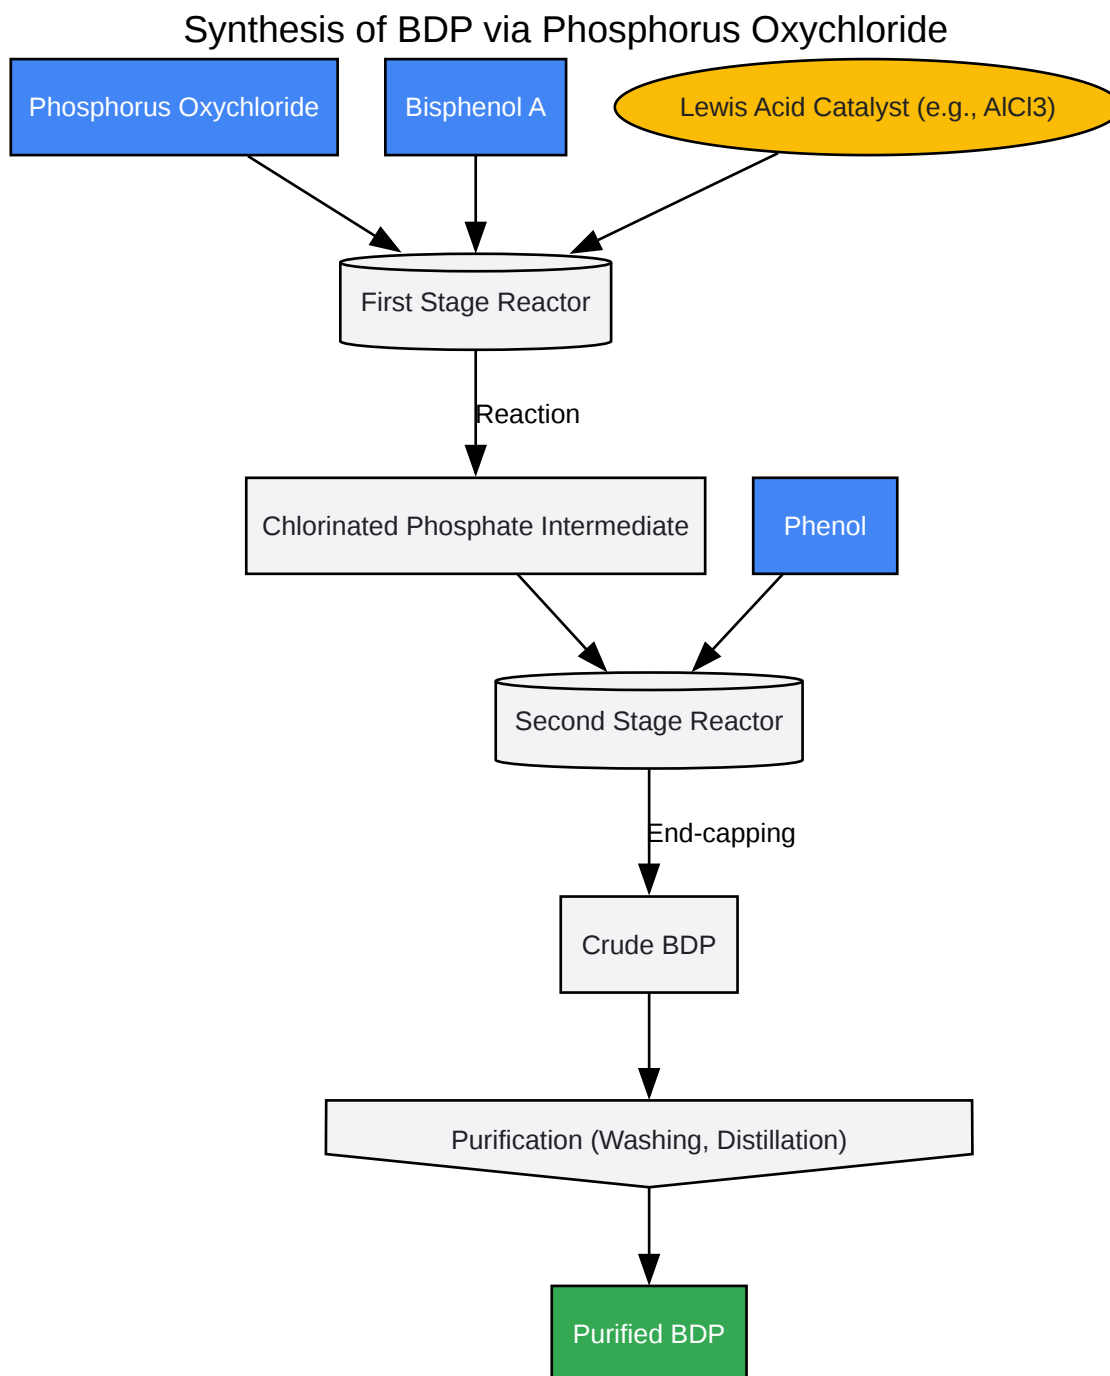 Synthesis of BDP via Phosphorus Oxychloride
Phosphorus Oxychloride
Bisphenol A
Lewis Acid Catalyst (e.g., AlCl3)
First Stage Reactor
Reaction
Chlorinated Phosphate Intermediate
Phenol
Second Stage Reactor
End-capping
Crude BDP
Purification (Washing, Distillation)
Purified BDP